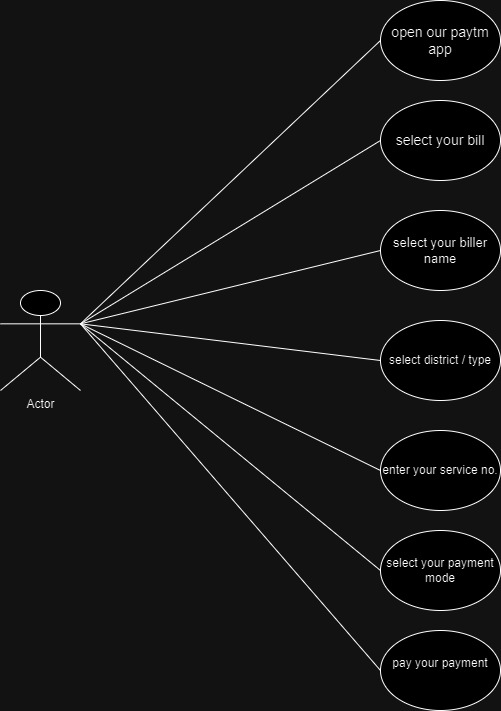 open our paytm
app
select your bill
select your biller
name
select district / type
enter your service no.
select your payment
mode
pay your payment
Actor